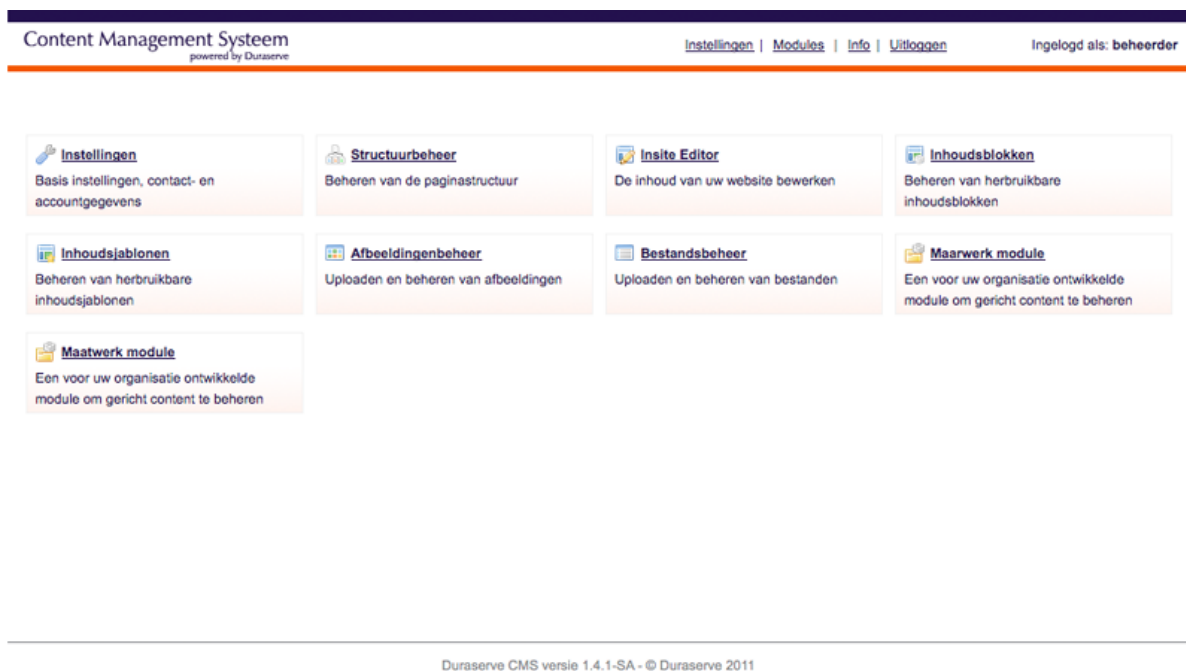 Content Management Systeem
powered by Duraserve
Instellingen | Modules | Info | Uitloggen
Ingelogd als: beheerder
Instellingen
Basis instellingen, contact- en
accountgegevens
Structuurbeheer
Beheren van de paginastructuur
Insite Editor
De inhoud van uw website bewerken
Inhoudsblokken
Beheren van herbruikbare
inhoudsblokken
Inhoudsjablonen
Beheren van herbruikbare
inhoudsjablonen
Afbeeldingenbeheer
Uploaden en beheren van afbeeldingen
Bestandsbeheer
Uploaden en beheren van bestanden
Maarwerk module
Een voor uw organisatie ontwikkelde
module om gericht content te beheren
Maatwerk module
Een voor uw organisatie ontwikkelde
module om gericht content te beheren
Duraserve CMS versie 1.4.1-SA - © Duraserve 2011